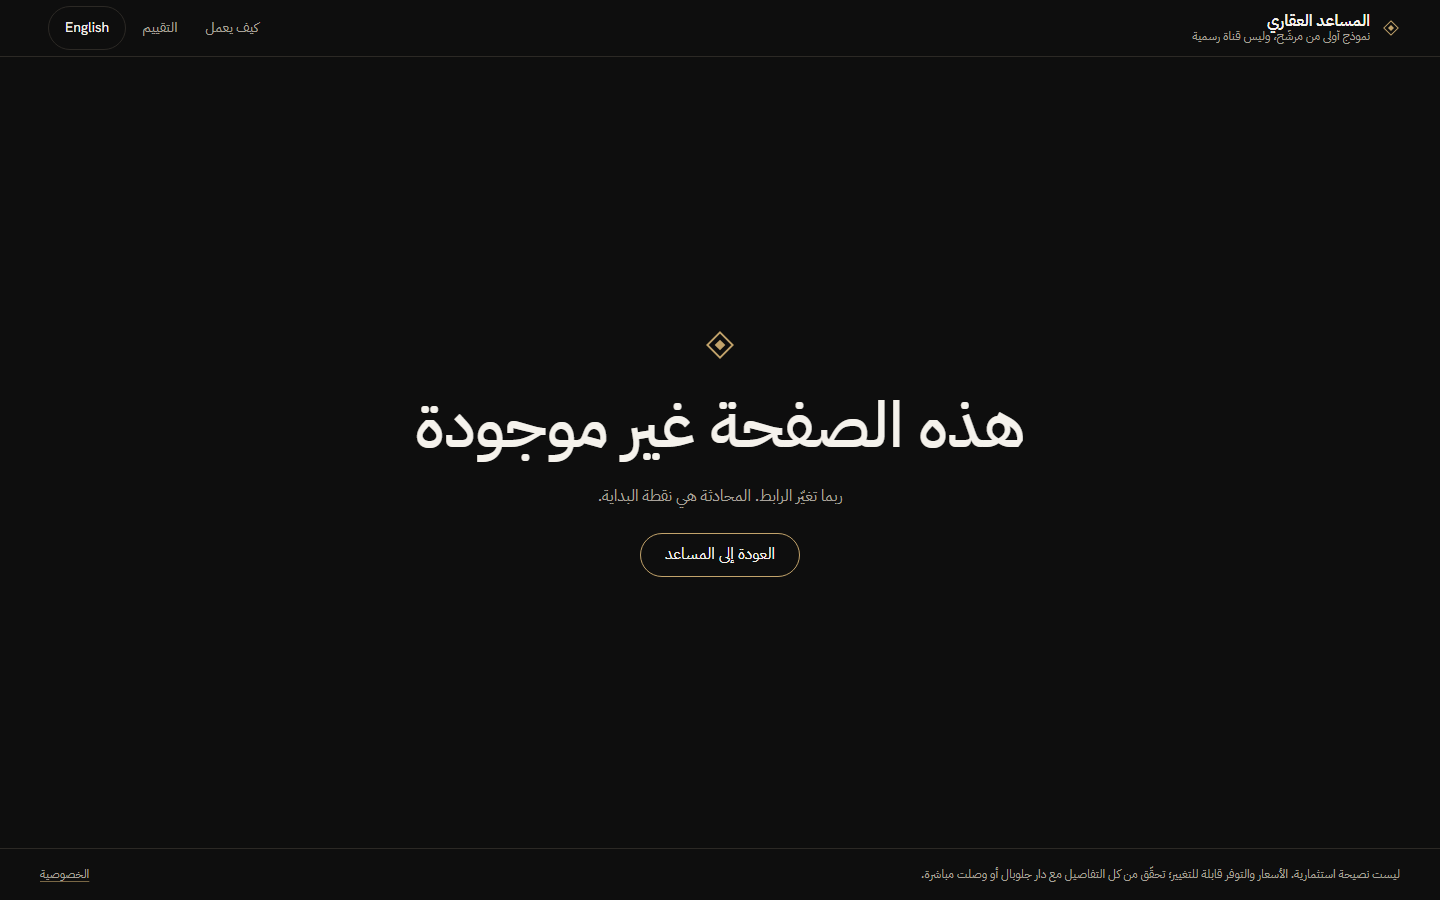 المساعد العقاري
نموذج أولي من مرشّح، وليس قناة رسمية
كيف يعمل
التقييم
English
هذه الصفحة غير موجودة
ربما تغيّر الرابط. المحادثة هي نقطة البداية.
العودة إلى المساعد
ليست نصيحة استثمارية. الأسعار والتوفر قابلة للتغيير؛ تحقّق من كل التفاصيل مع دار جلوبال أو وصلت مباشرة.
الخصوصية